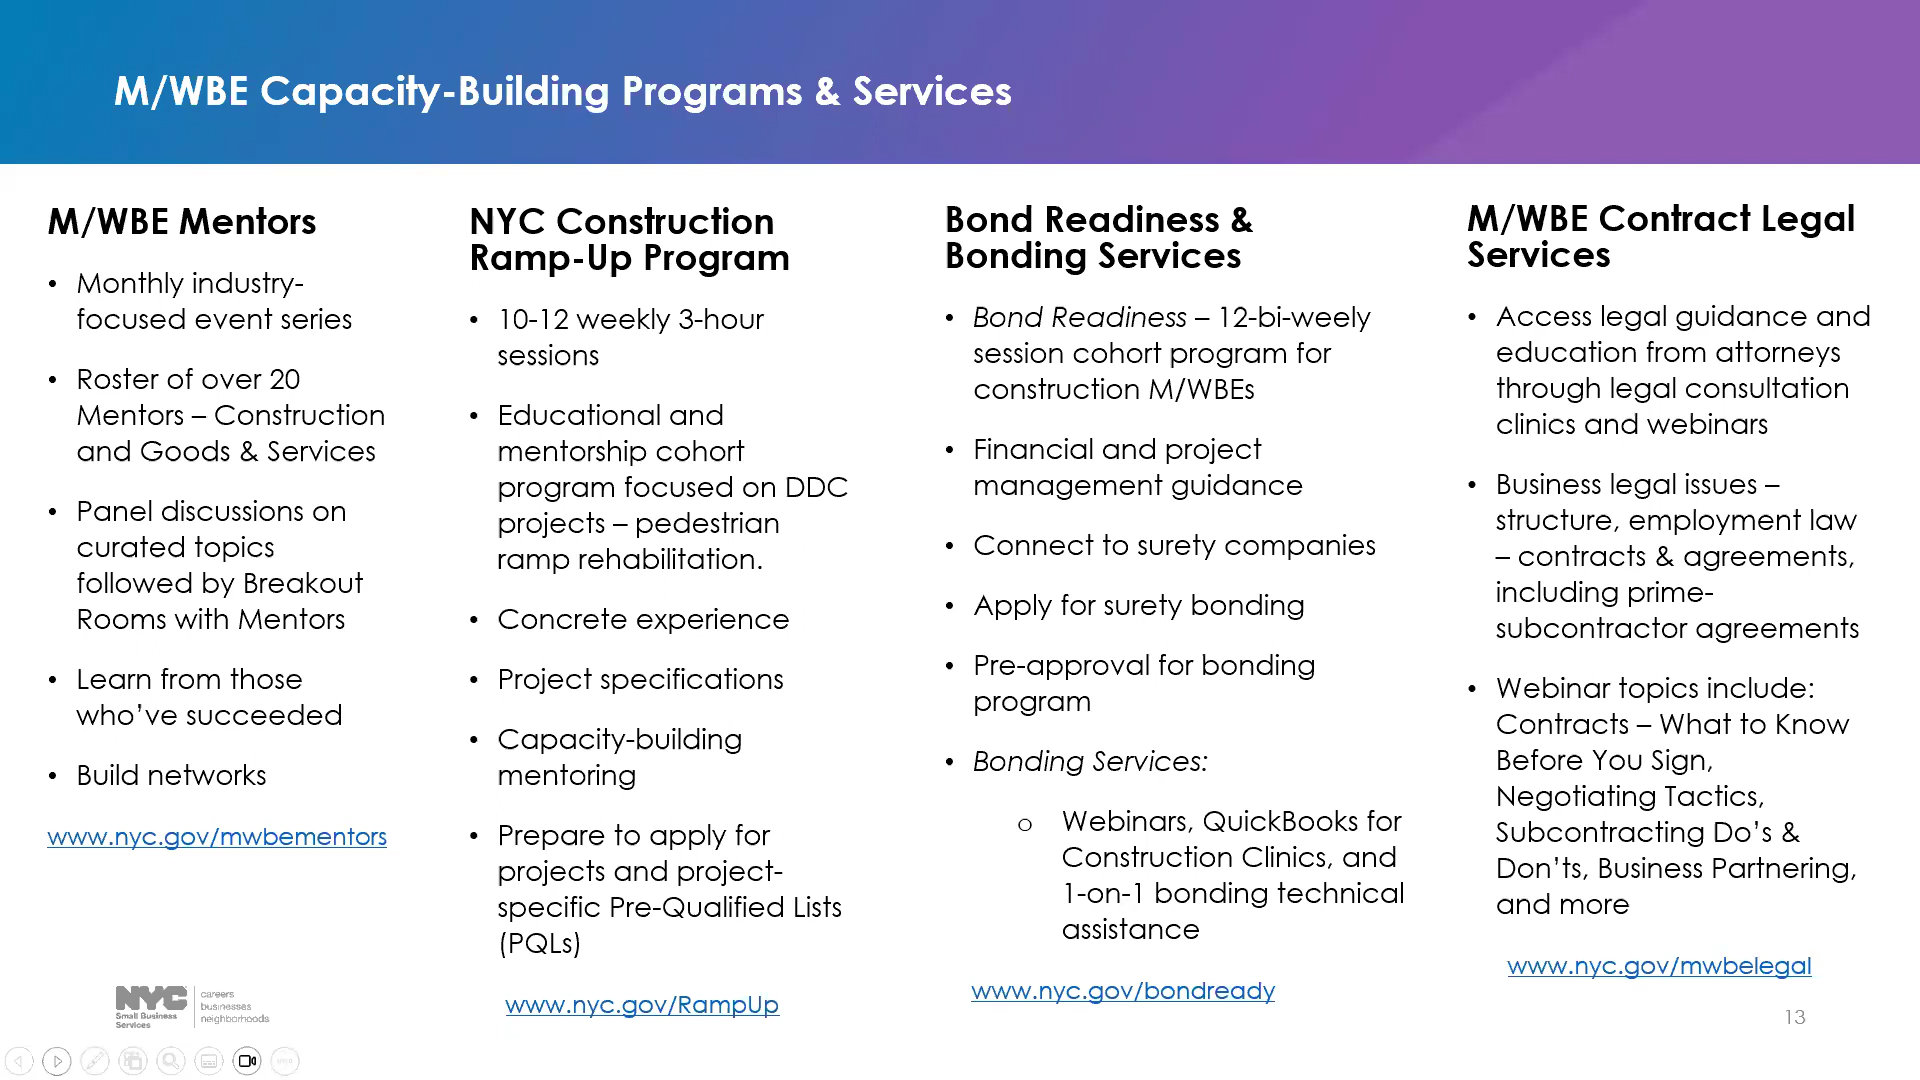 M/WBE Capacity-Building Programs & Services
M/WBE Mentors
• Monthly industry-
focused event series
• Roster of over 20
Mentors – Construction
and Goods & Services
• Panel discussions on
curated topics
followed by Breakout
Rooms with Mentors
• Learn from those
who’ve succeeded
• Build networks
www.nyc.gov/mwbementors
NYC Construction
Ramp-Up Program
• 10-12 weekly 3-hour
sessions
• Educational and
mentorship cohort
program focused on DDC
projects – pedestrian
ramp rehabilitation.
• Concrete experience
• Project specifications
• Capacity-building
mentoring
• Prepare to apply for
projects and project-
specific Pre-Qualified Lists
(PQLs)
www.nyc.gov/RampUp
Bond Readiness &
Bonding Services
• Bond Readiness – 12-bi-weely
session cohort program for
construction M/WBEs
• Financial and project
management guidance
• Connect to surety companies
• Apply for surety bonding
• Pre-approval for bonding
program
• Bonding Services:
o Webinars, QuickBooks for
Construction Clinics, and
1-on-1 bonding technical
assistance
www.nyc.gov/bondready
M/WBE Contract Legal
Services
• Access legal guidance and
education from attorneys
through legal consultation
clinics and webinars
• Business legal issues –
structure, employment law
– contracts & agreements,
including prime-
subcontractor agreements
• Webinar topics include:
Contracts – What to Know
Before You Sign,
Negotiating Tactics,
Subcontracting Do’s &
Don’ts, Business Partnering,
and more
www.nyc.gov/mwbelegal
NYC
Small Business
Services
careers
businesses
neighborhoods
13